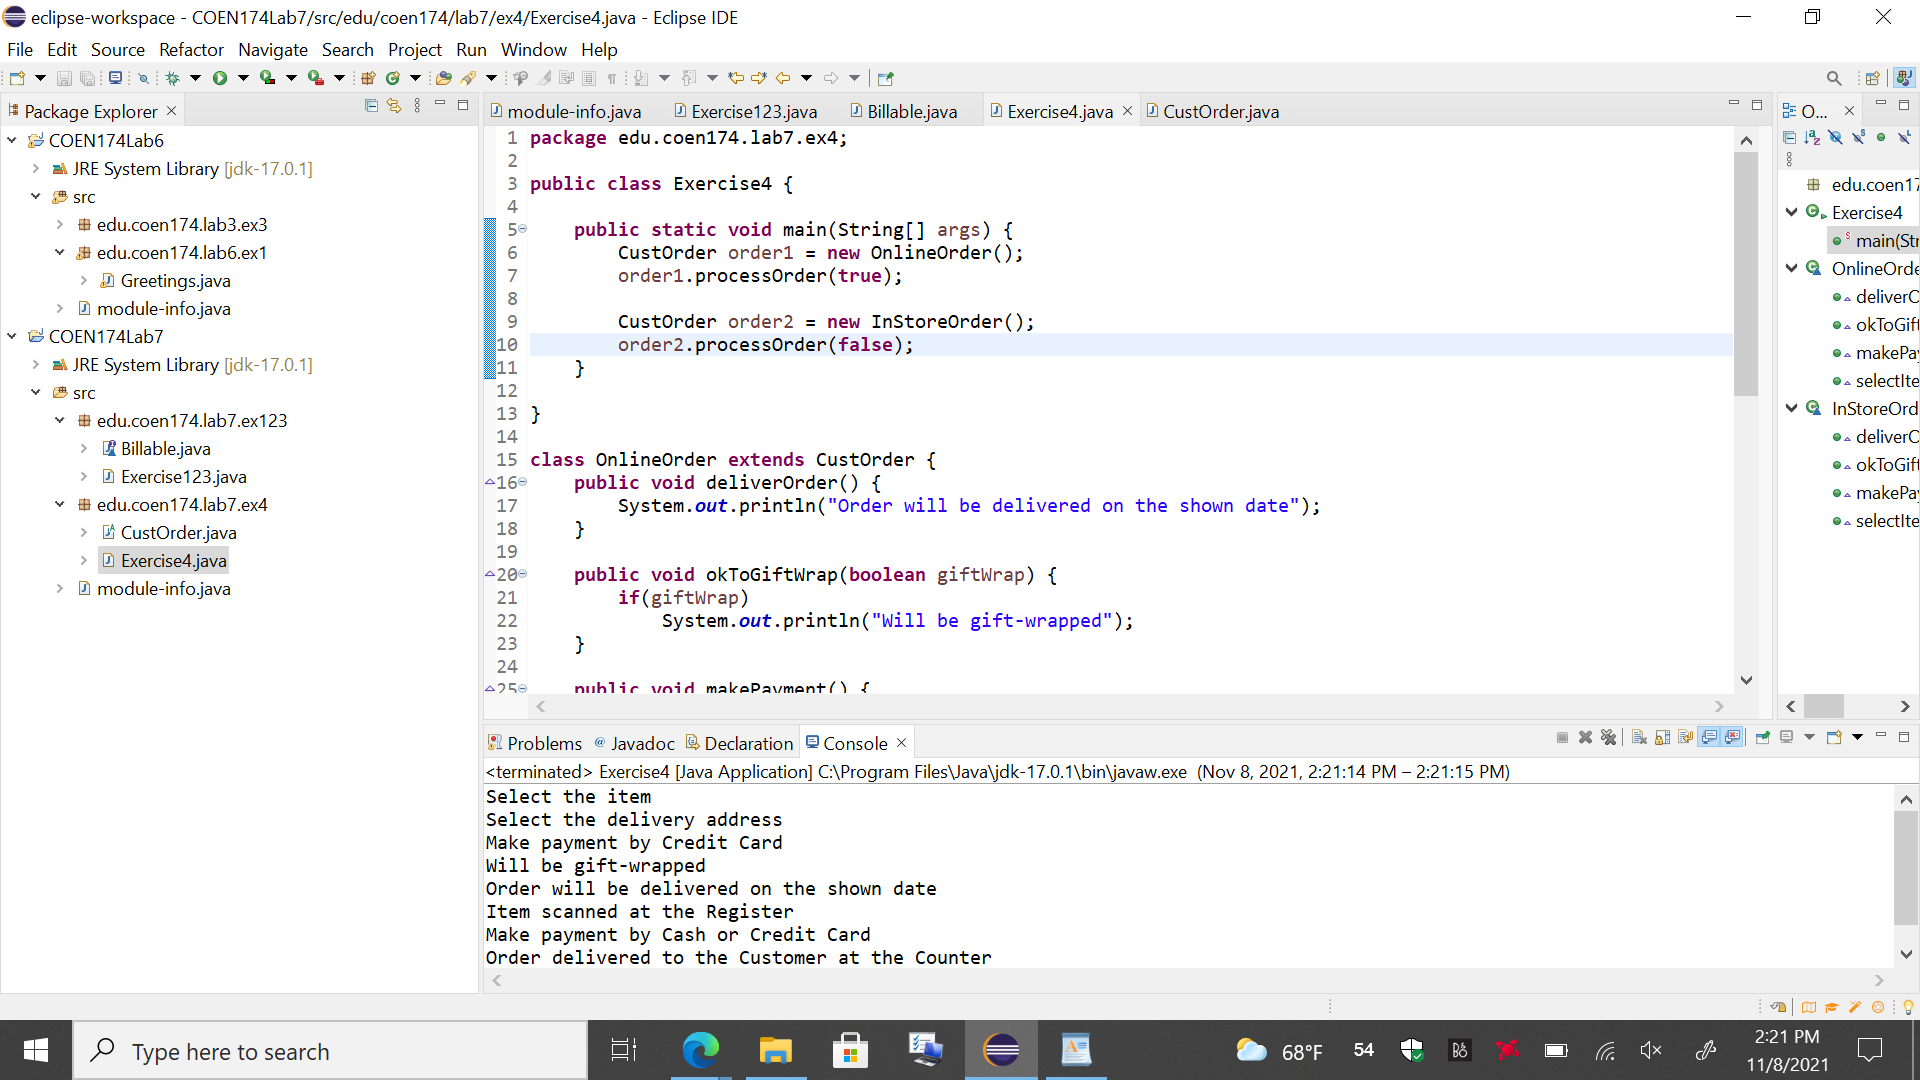 eclipse-workspace - COEN174Lab7/src/edu/coen174/lab7/ex4/Exercise4.java - Eclipse IDE
File Edit Source Refactor Navigate Search Project Run Window Help
Package Explorer
COEN174Lab6
JRE System Library [jdk-17.0.1]
src
edu.coen174.lab3.ex3
edu.coen174.lab6.ex1
Greetings.java
module-info.java
COEN174Lab7
JRE System Library [jdk-17.0.1]
src
edu.coen174.lab7.ex123
Billable.java
Exercise123.java
edu.coen174.lab7.ex4
CustOrder.java
Exercise4.java
module-info.java
module-info.java Exercise123.java Billable.java Exercise4.java CustOrder.java
1 package edu.coen174.lab7.ex4;
2
3 public class Exercise4 {
4
5 public static void main(String[] args) {
6 CustOrder order1 = new OnlineOrder();
7 order1.processOrder(true);
8
9 CustOrder order2 = new InStoreOrder();
10 order2.processOrder(false);
11 }
12
13 }
14
15 class OnlineOrder extends CustOrder {
16 public void deliverOrder() {
17 System.out.println("Order will be delivered on the shown date");
18 }
19
20 public void okToGiftWrap(boolean giftWrap) {
21 if(giftWrap)
22 System.out.println("Will be gift-wrapped");
23 }
24
25 public void makePayment() {
O...
edu.coen17
Exercise4
main(Str
OnlineOrde
deliverO
okToGift
makePay
selectIte
InStoreOrd
deliverO
okToGift
makePay
selectIte
Problems Javadoc Declaration Console
<terminated> Exercise4 [Java Application] C:\Program Files\Java\jdk-17.0.1\bin\javaw.exe (Nov 8, 2021, 2:21:14 PM – 2:21:15 PM)
Select the item
Select the delivery address
Make payment by Credit Card
Will be gift-wrapped
Order will be delivered on the shown date
Item scanned at the Register
Make payment by Cash or Credit Card
Order delivered to the Customer at the Counter
Type here to search
68°F
54
2:21 PM
11/8/2021